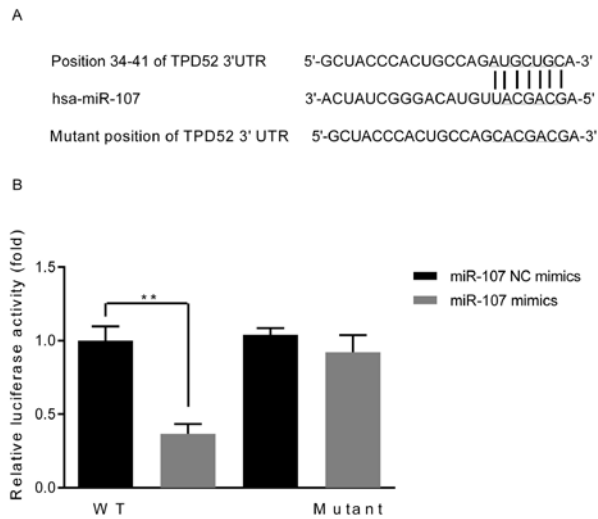 A
Position 34-41 of TPD52 3'UTR 5'-GCUACCCACUGCCAGAUGCUGCA-3'
hsa-miR-107 3'-ACUAUCGGGACAUGUUACGACGA-5'
Mutant position of TPD52 3' UTR 5'-GCUACCCACUGCCAGCACGACGA-3'
B
Relative luciferase activity (fold)
1.5
1.0
0.5
0.0
**
WT
Mutant
miR-107 NC mimics
miR-107 mimics